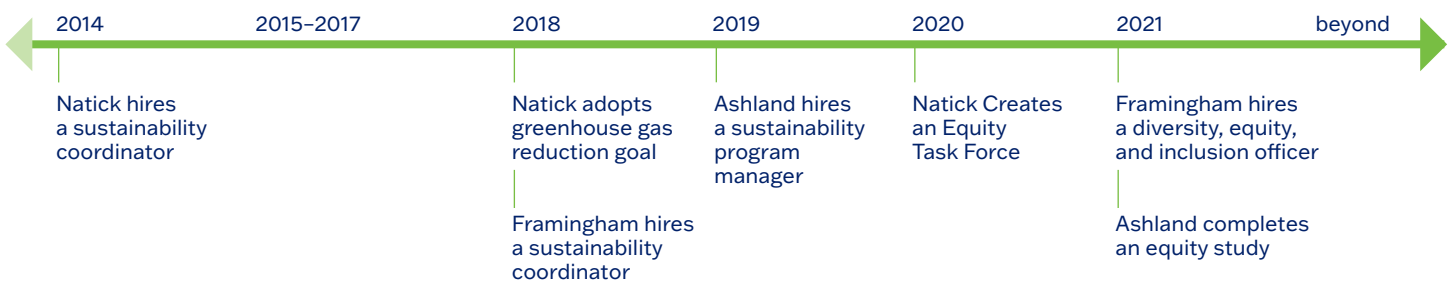 2014
2015–2017
2018
2019
2020
2021
beyond
Natick hires
a sustainability
coordinator
Natick adopts
greenhouse gas
reduction goal
Framingham hires
a sustainability
coordinator
Ashland hires
a sustainability
program
manager
Natick Creates
an Equity
Task Force
Framingham hires
a diversity, equity,
and inclusion officer
Ashland completes
an equity study